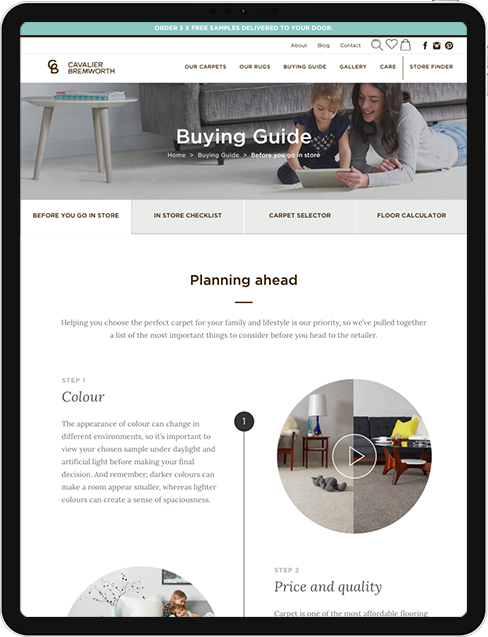 ORDER 3 X FREE SAMPLES DELIVERED TO YOUR DOOR.
About Blog Contact
CB CAVALIER BREMWORTH
OUR CARPETS OUR RUGS BUYING GUIDE GALLERY CARE STORE FINDER
Buying Guide
Home > Buying Guide > Before you go in store
BEFORE YOU GO IN STORE IN STORE CHECKLIST CARPET SELECTOR FLOOR CALCULATOR
Planning ahead
Helping you choose the perfect carpet for your family and lifestyle is our priority, so we've pulled together
a list of the most important things to consider before you head to the retailer.
STEP 1
Colour
The appearance of colour can change in
different environments, so it's important to
view your chosen sample under daylight and
artificial light before making your final
decision. And remember; darker colours can
make a room appear smaller, whereas lighter
colours can create a sense of spaciousness.
1
STEP 2
Price and quality
Carpet is one of the most affordable flooring